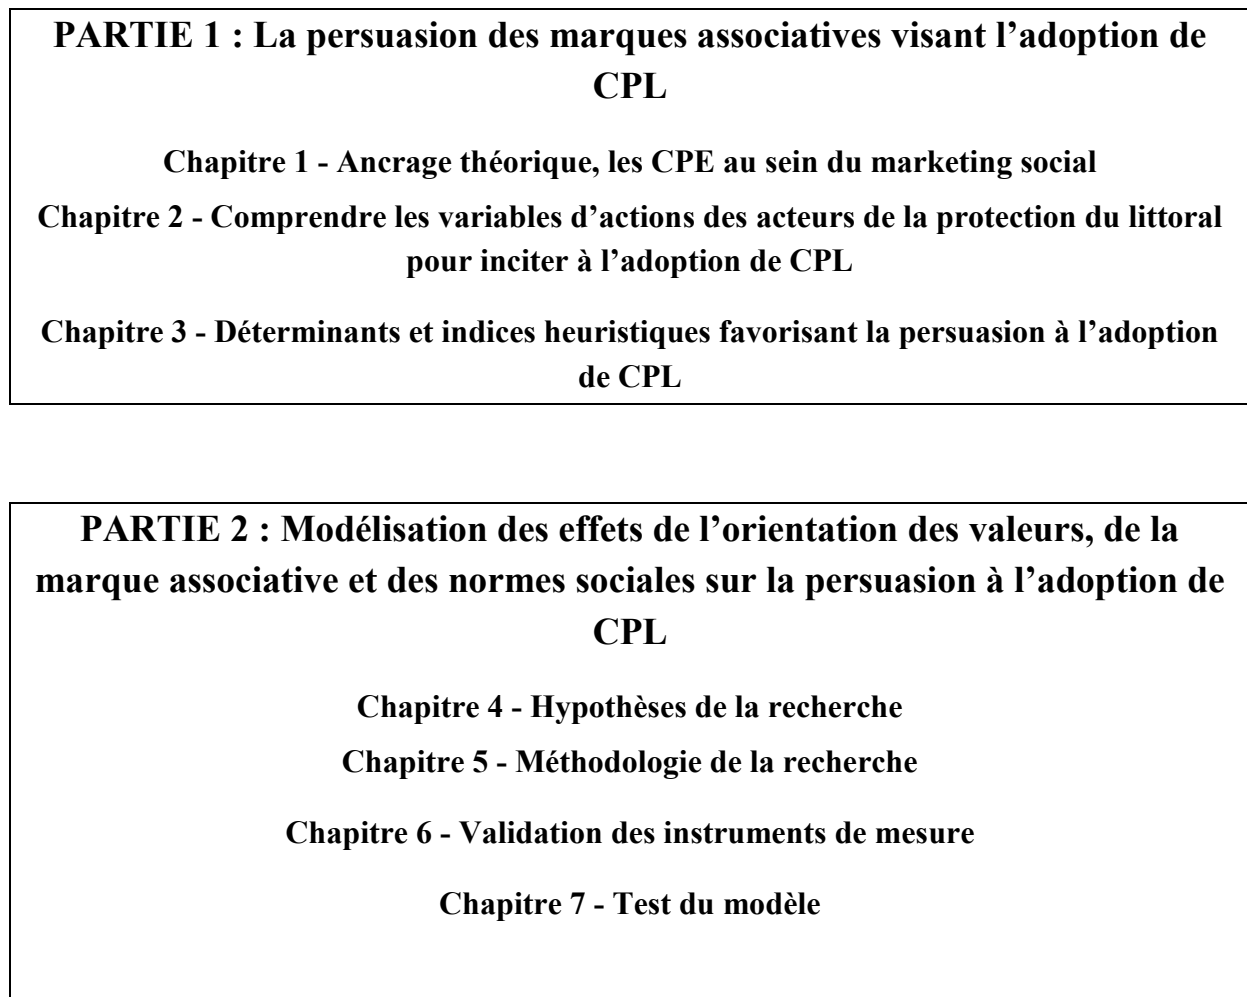 PARTIE 1 : La persuasion des marques associatives visant l’adoption de
CPL
Chapitre 1 - Ancrage théorique, les CPE au sein du marketing social
Chapitre 2 - Comprendre les variables d’actions des acteurs de la protection du littoral
pour inciter à l’adoption de CPL
Chapitre 3 - Déterminants et indices heuristiques favorisant la persuasion à l’adoption
de CPL
PARTIE 2 : Modélisation des effets de l’orientation des valeurs, de la
marque associative et des normes sociales sur la persuasion à l’adoption de
CPL
Chapitre 4 - Hypothèses de la recherche
Chapitre 5 - Méthodologie de la recherche
Chapitre 6 - Validation des instruments de mesure
Chapitre 7 - Test du modèle